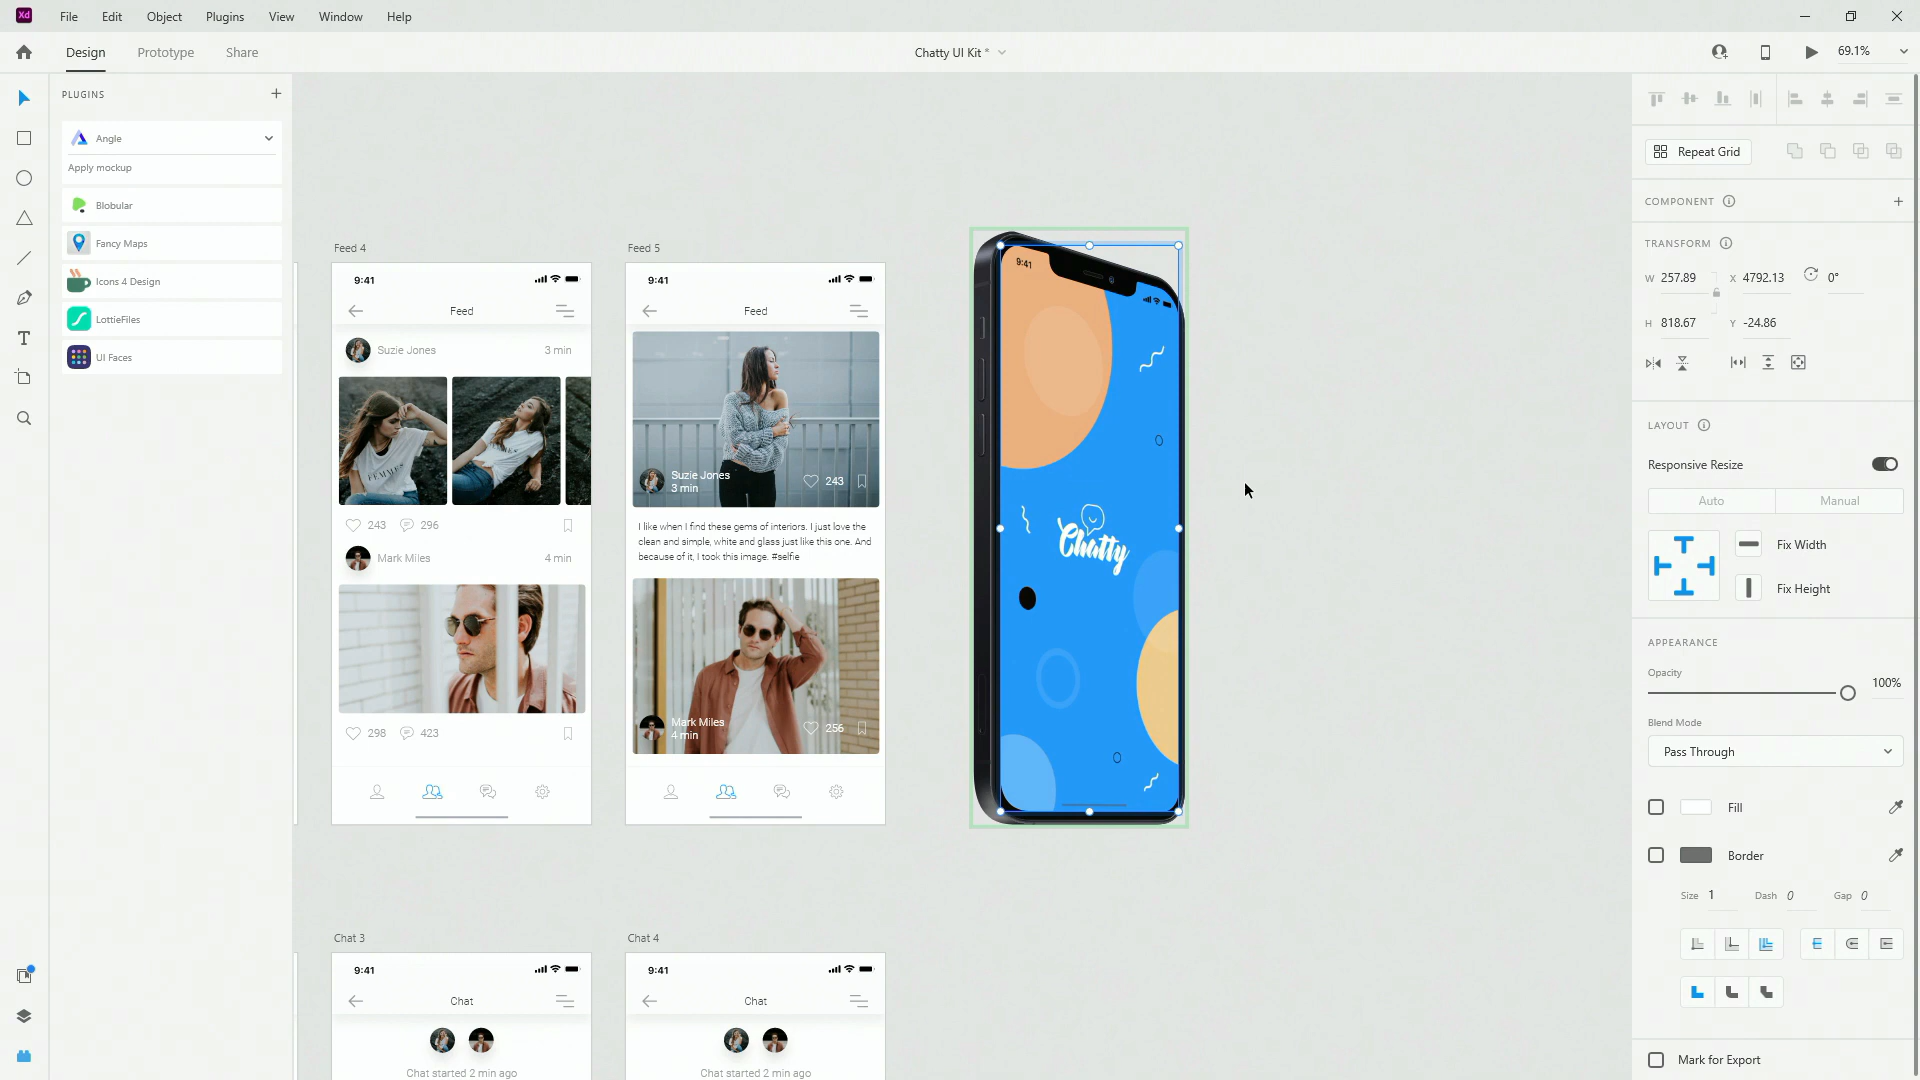 Xd File Edit Object Plugins View Window Help
Design Prototype Share
Chatty UI Kit *
69.1%
PLUGINS
Angle
Apply mockup
Blobular
Fancy Maps
Icons 4 Design
LottieFiles
UI Faces
Feed 4
9:41
Feed
Suzie Jones 3 min
FEMMES
243 296
Mark Miles 4 min
298 423
Feed 5
9:41
Feed
Suzie Jones
3 min
243
I like when I find these gems of interiors. I just love the
clean and simple, white and glass just like this one. And
because of it, I took this image. #selfie
Mark Miles
4 min
256
9:41
Chatty
Chat 3
9:41
Chat
Chat started 2 min ago
Chat 4
9:41
Chat
Chat started 2 min ago
Repeat Grid
COMPONENT
TRANSFORM
W 257.89 X 4792.13 0°
H 818.67 Y -24.86
LAYOUT
Responsive Resize
Auto Manual
Fix Width
Fix Height
APPEARANCE
Opacity
100%
Blend Mode
Pass Through
Fill
Border
Size 1 Dash 0 Gap 0
Mark for Export